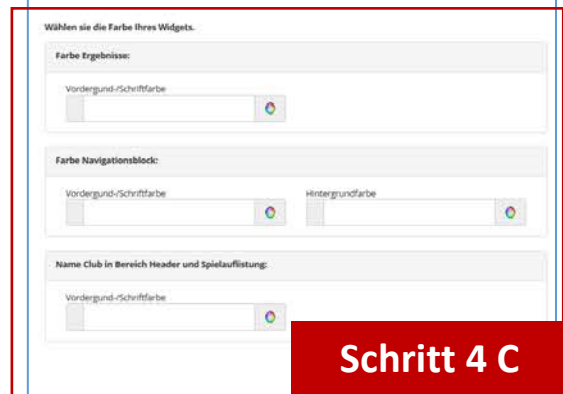 Wählen sie die Farbe Ihres Widgets.
Farbe Ergebnisse:
Vordergund-/Schriftfarbe
Farbe Navigationsblock:
Vordergund-/Schriftfarbe Hintergrundfarbe
Name Club in Bereich Header und Spielauflistung:
Vordergund-/Schriftfarbe
Schritt 4 C